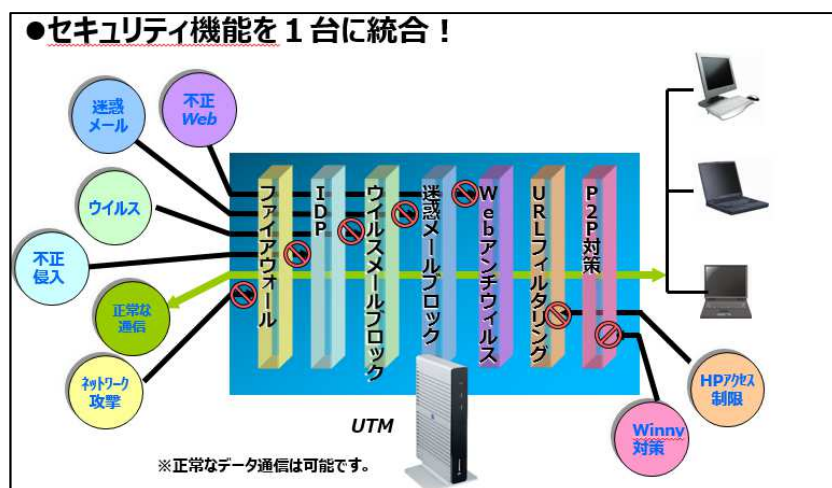 ●セキュリティ機能を１台に統合！
迷惑
メール
不正
Web
ウイルス
不正
侵入
正常な
通信
ﾈｯﾄﾜｰｸ
攻撃
ファイアウォール
IDP
ウイルスメールブロック
迷惑メールブロック
Webアンチウィルス
URLフィルタリング
P2P対策
HPｱｸｾｽ
制限
Winny
対策
UTM
※正常なデータ通信は可能です。